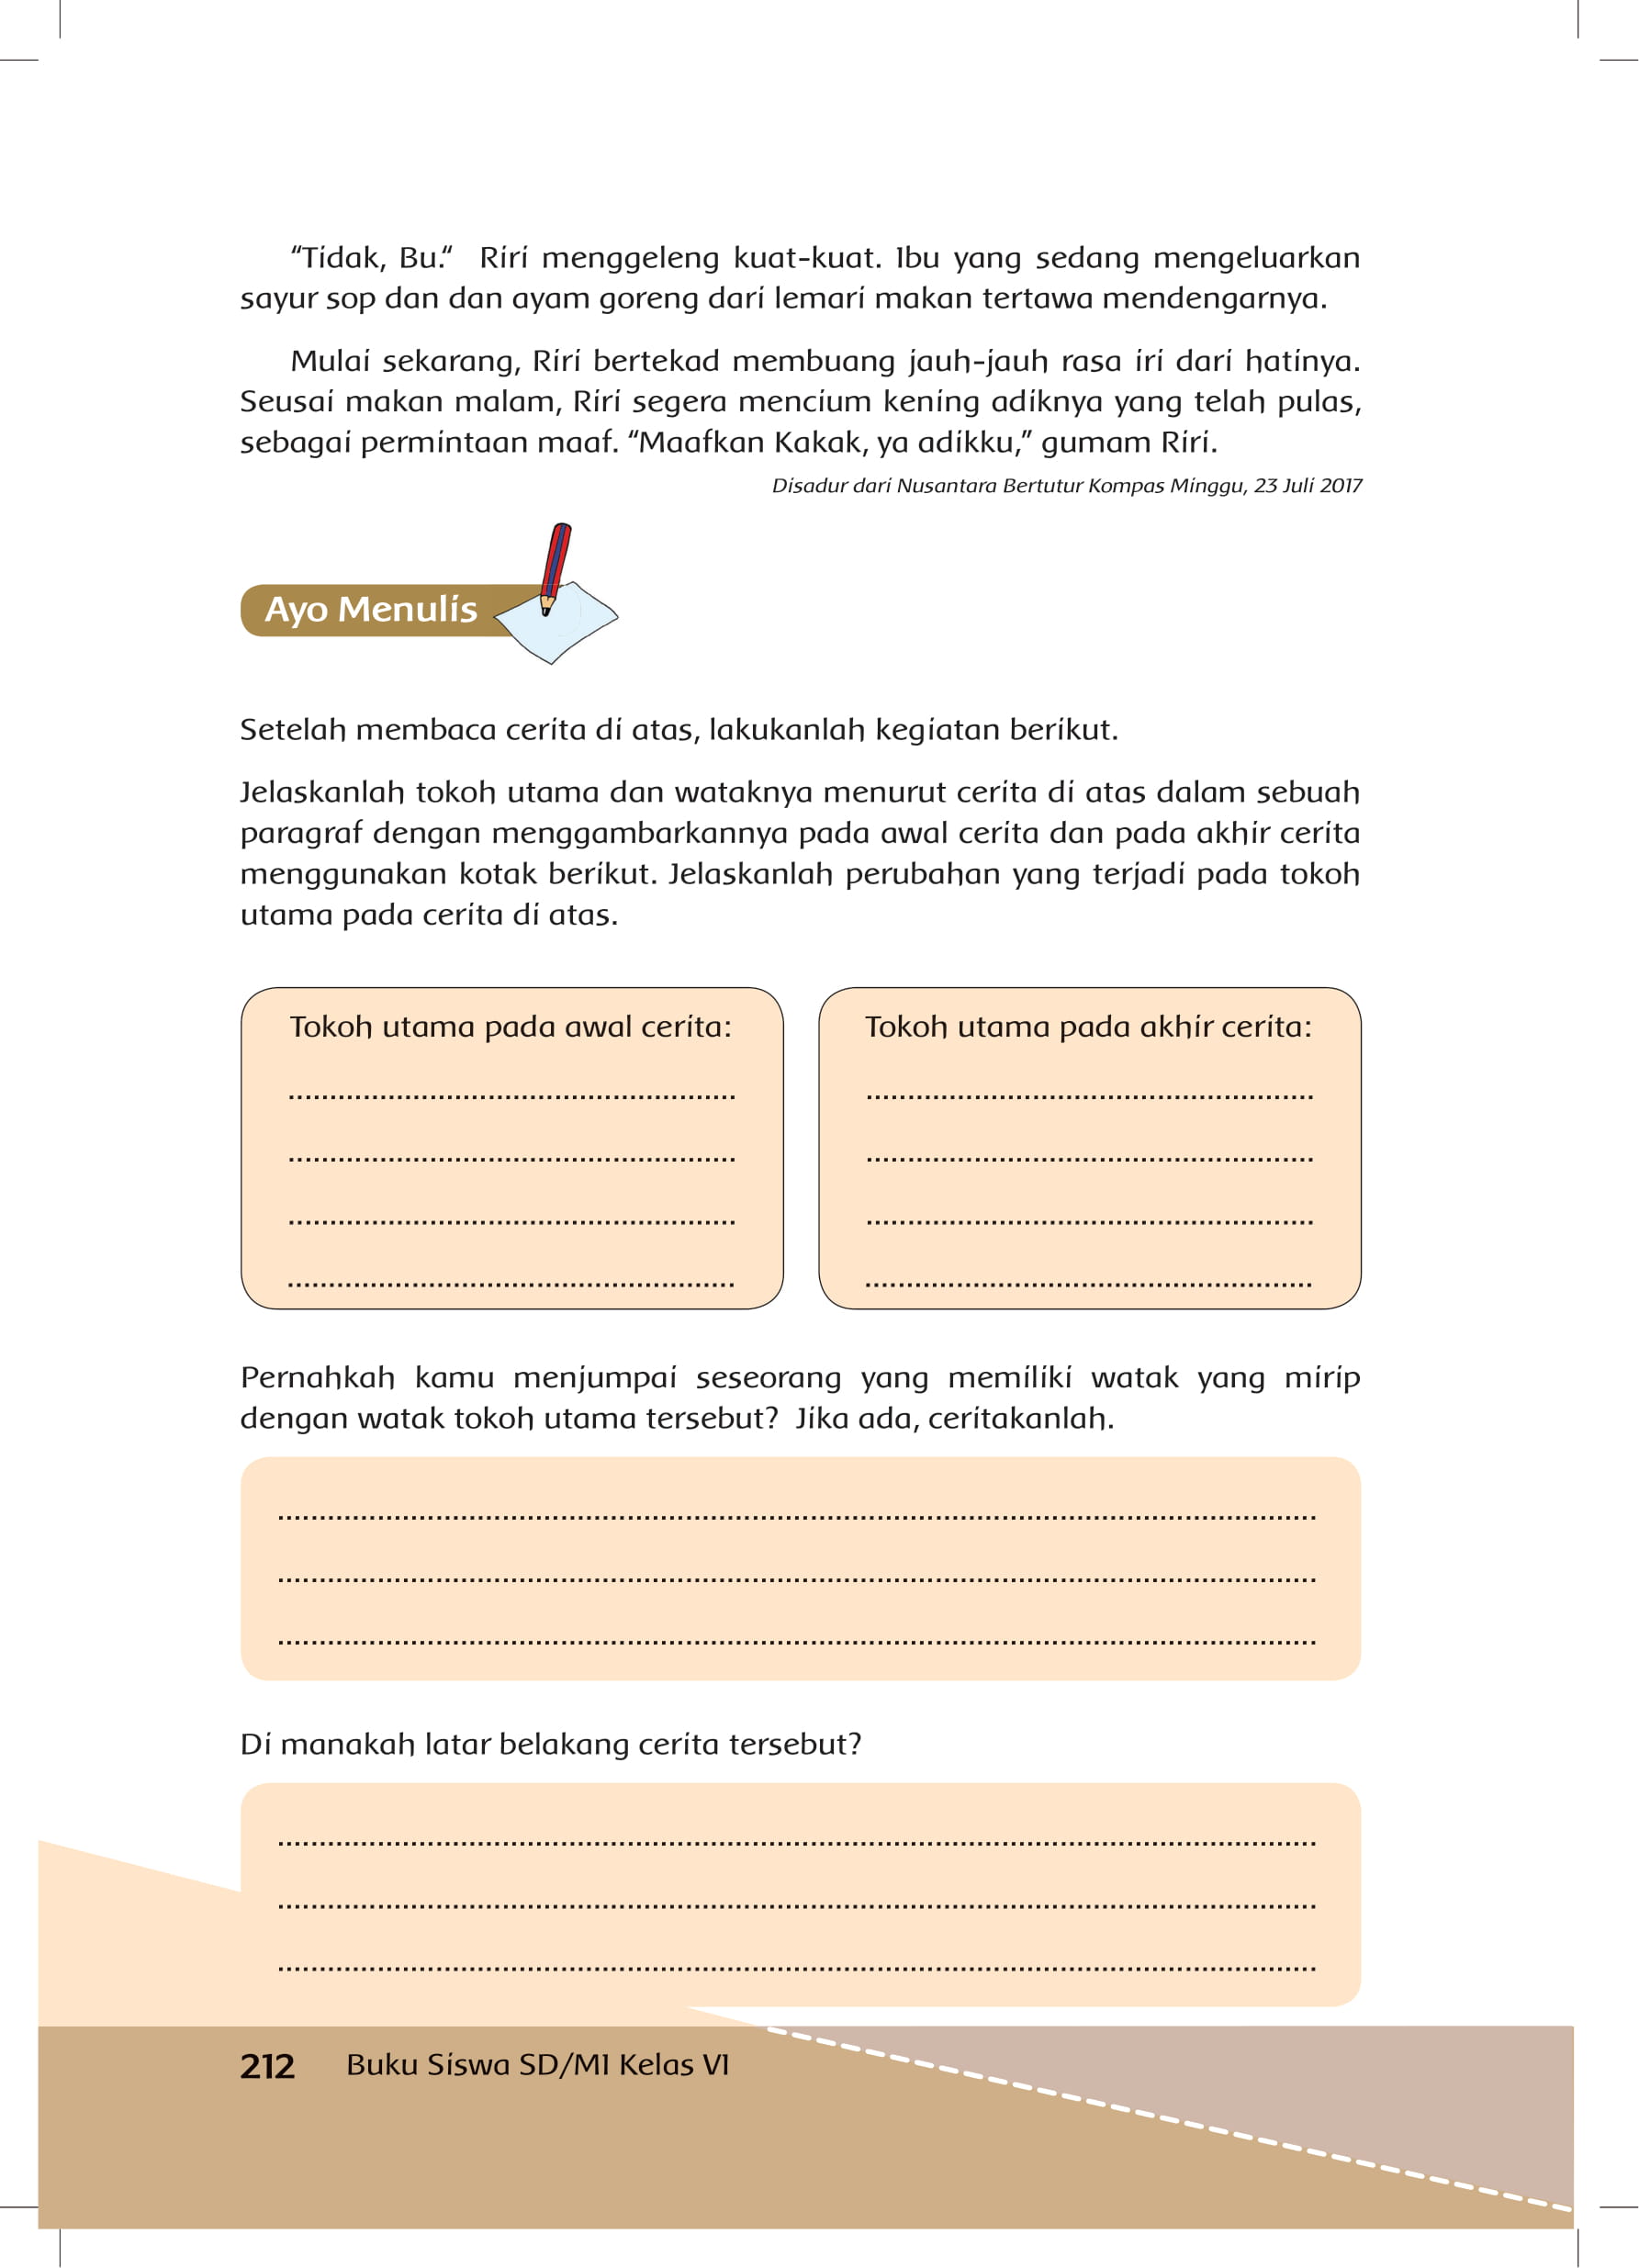 “Tidak, Bu.“ Riri menggeleng kuat-kuat. Ibu yang sedang mengeluarkan
sayur sop dan dan ayam goreng dari lemari makan tertawa mendengarnya.
Mulai sekarang, Riri bertekad membuang jauh-jauh rasa iri dari hatinya.
Seusai makan malam, Riri segera mencium kening adiknya yang telah pulas,
sebagai permintaan maaf. “Maafkan Kakak, ya adikku,” gumam Riri.
Disadur dari Nusantara Bertutur Kompas Minggu, 23 Juli 2017
Ayo Menulis
Setelah membaca cerita di atas, lakukanlah kegiatan berikut.
Jelaskanlah tokoh utama dan wataknya menurut cerita di atas dalam sebuah
paragraf dengan menggambarkannya pada awal cerita dan pada akhir cerita
menggunakan kotak berikut. Jelaskanlah perubahan yang terjadi pada tokoh
utama pada cerita di atas.
Tokoh utama pada awal cerita:
Tokoh utama pada akhir cerita:
Pernahkah kamu menjumpai seseorang yang memiliki watak yang mirip
dengan watak tokoh utama tersebut? Jika ada, ceritakanlah.
Di manakah latar belakang cerita tersebut?
212 Buku Siswa SD/MI Kelas VI